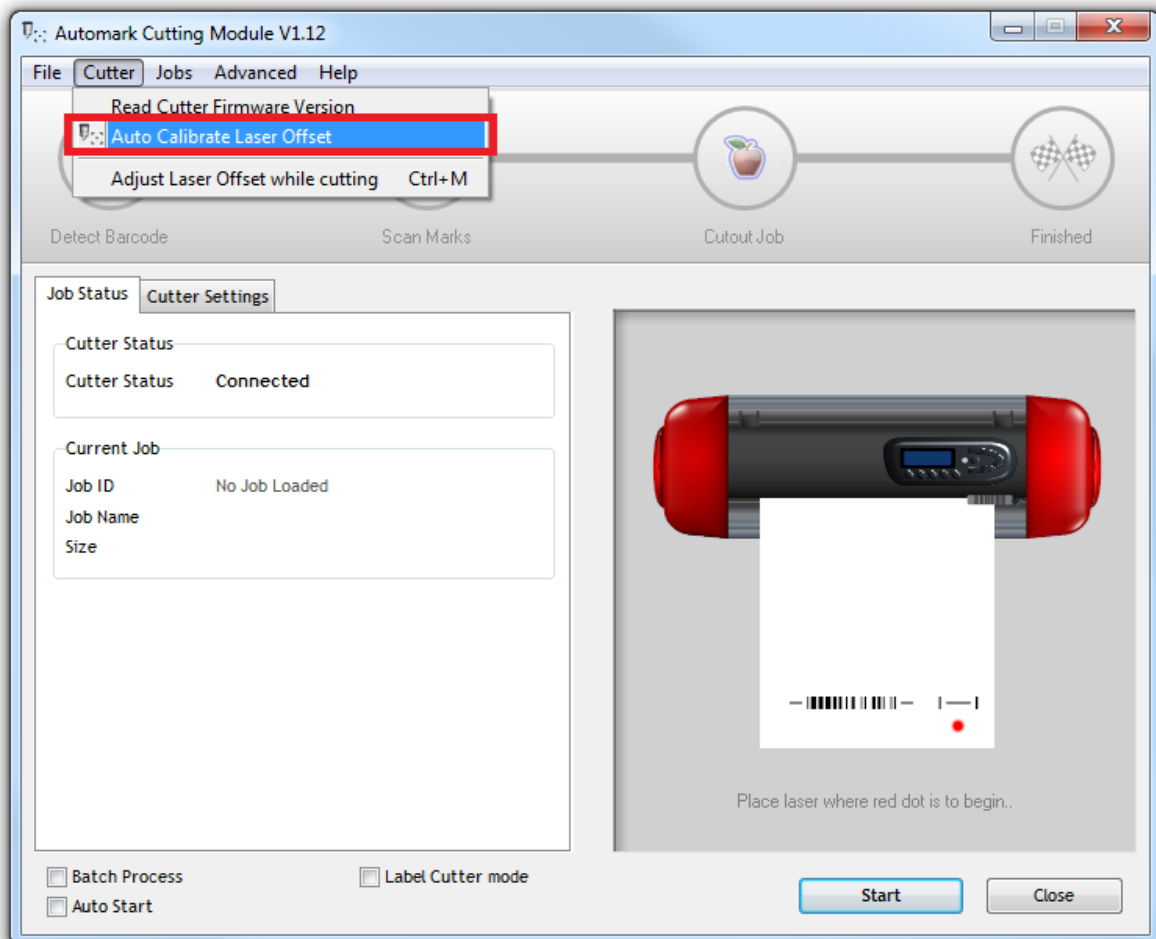 Automark Cutting Module V1.12
File Cutter Jobs Advanced Help
Read Cutter Firmware Version
Auto Calibrate Laser Offset
Adjust Laser Offset while cutting Ctrl+M
Detect Barcode Scan Marks Cutout Job Finished
Job Status Cutter Settings
Cutter Status
Cutter Status Connected
Current Job
Job ID No Job Loaded
Job Name
Size
Place laser where red dot is to begin..
Batch Process Label Cutter mode
Auto Start
Start Close